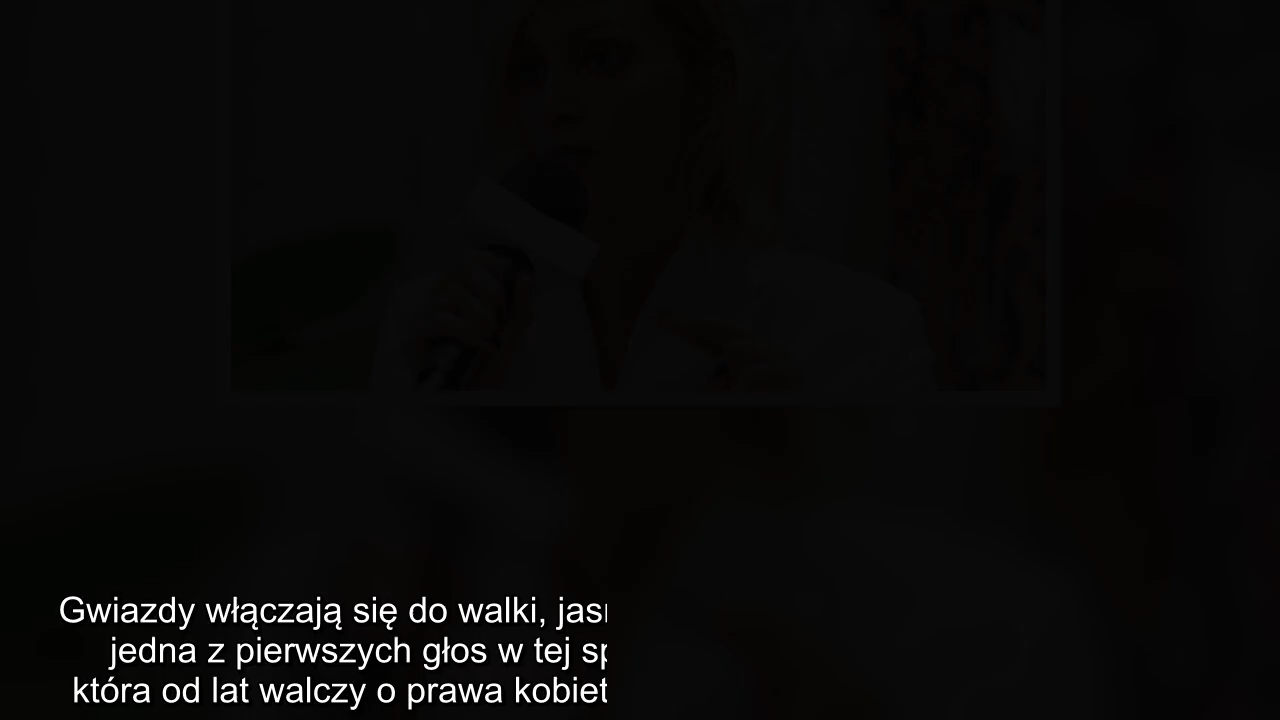 Gwiazdy włączają się do walki,
jedna z pierwszych głos w tej
która od lat walczy o prawa kobiet